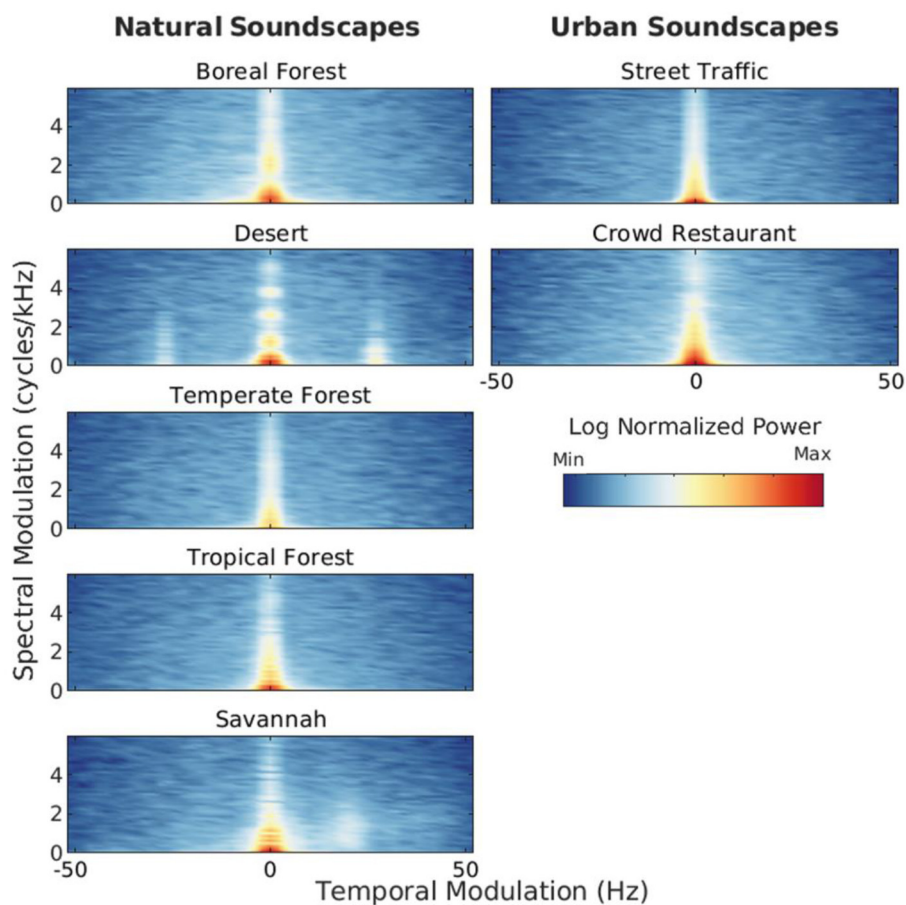 Natural Soundscapes
Urban Soundscapes
Boreal Forest
4
2
0
Street Traffic
Desert
4
2
0
Crowd Restaurant
-50
0
50
Temperate Forest
4
2
0
Tropical Forest
4
2
0
Savannah
4
2
0
-50
0
50
Spectral Modulation (cycles/kHz)
Temporal Modulation (Hz)
Log Normalized Power
Min
Max